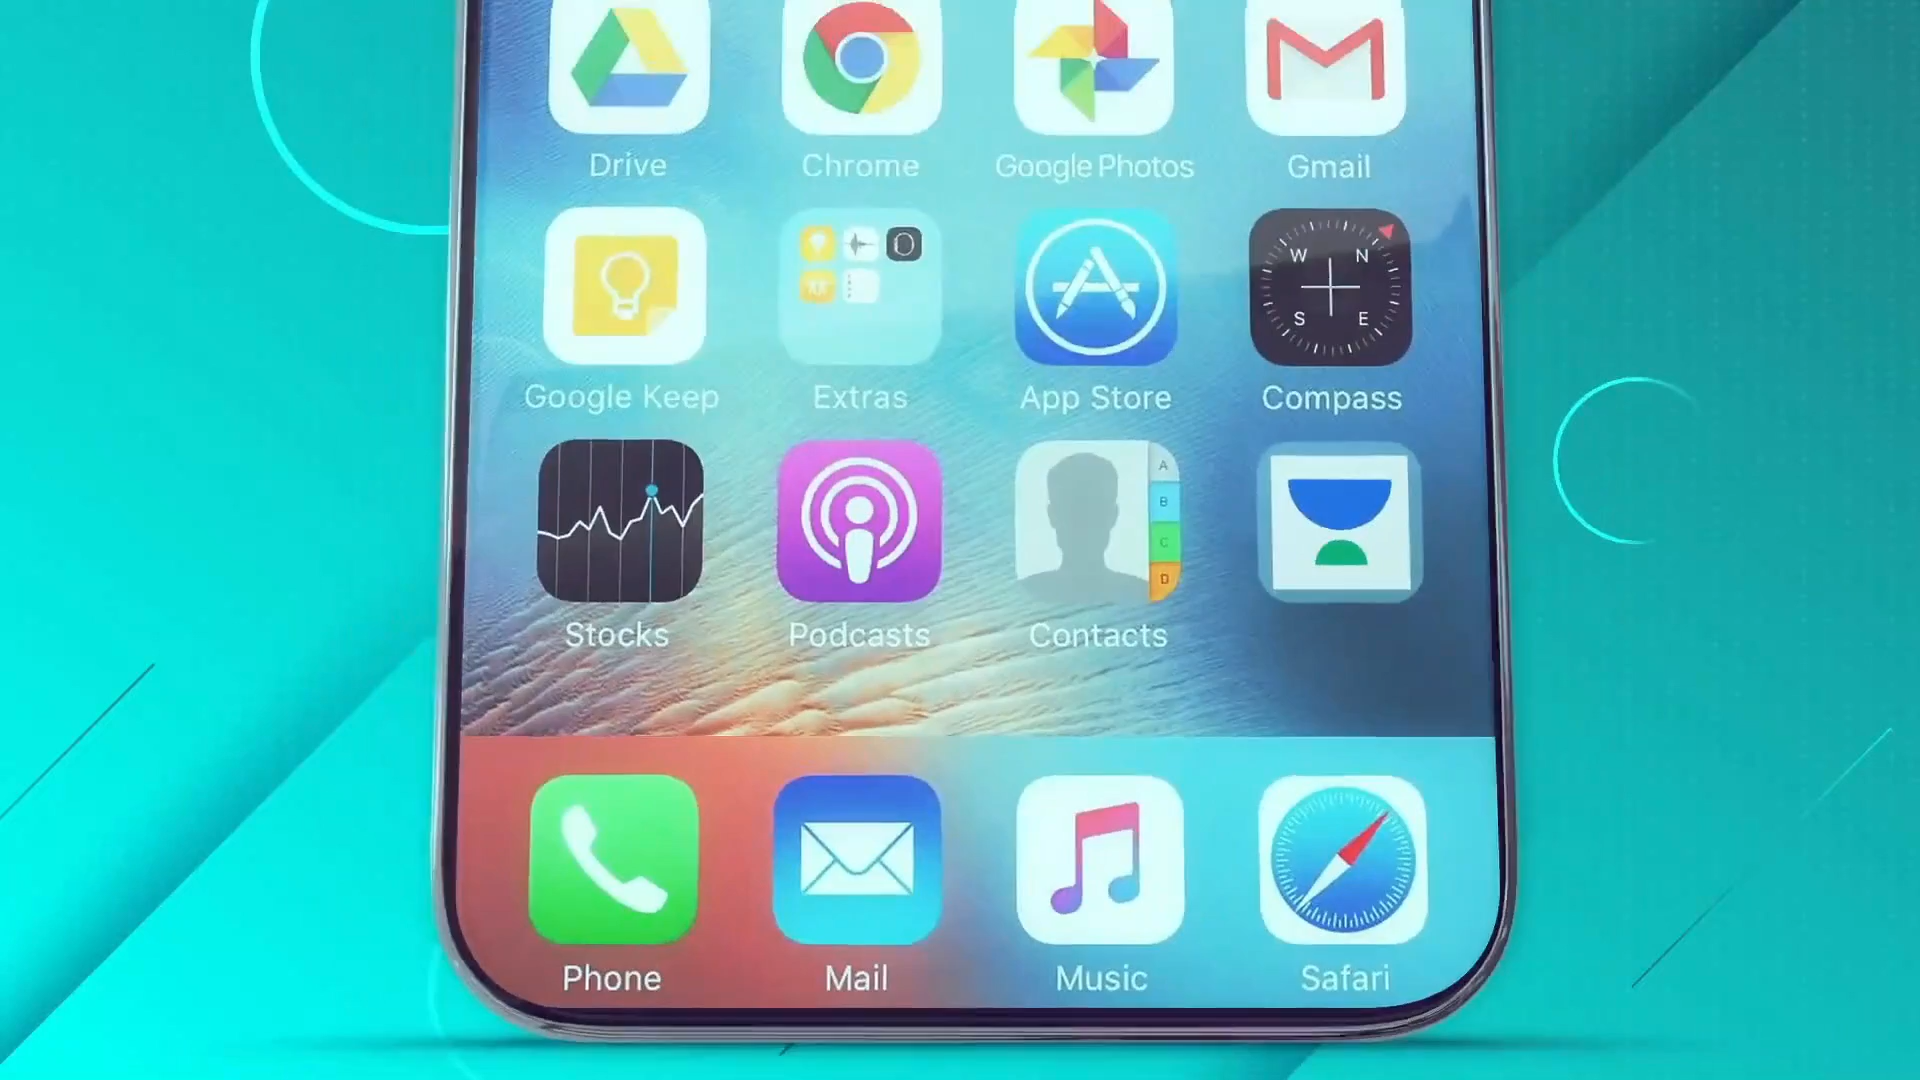 Drive
Chrome
Google Photos
Gmail
W N
S E
Google Keep
Extras
App Store
Compass
A
B
C
D
Stocks
Podcasts
Contacts
Phone
Mail
Music
Safari